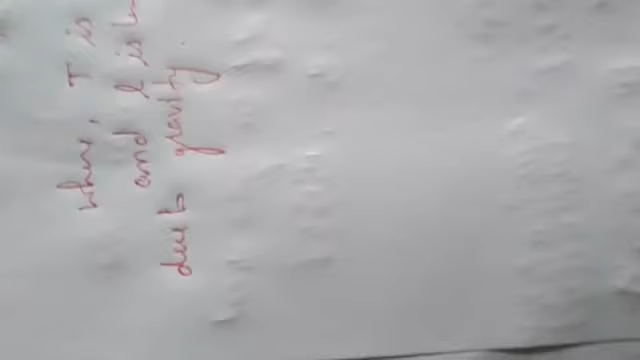 where, T is
and l is
due to gravity.